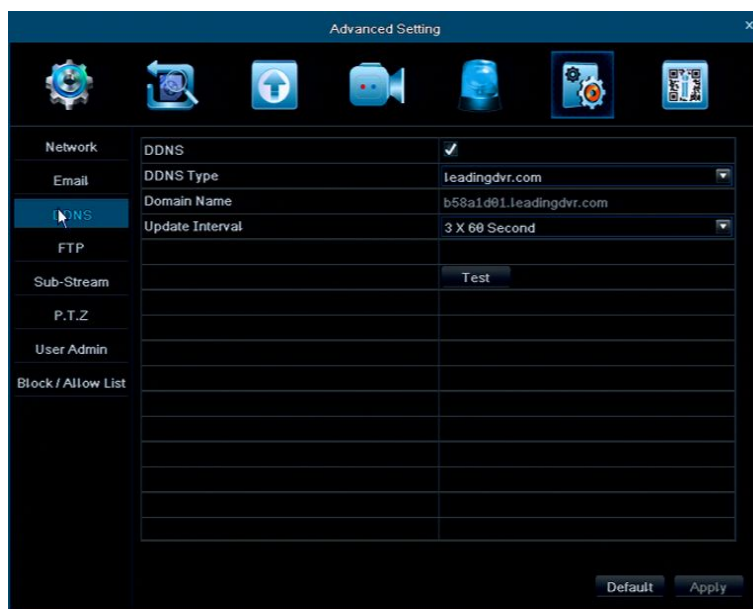 Advanced Setting
x
Network
Email
DDNS
FTP
Sub-Stream
P.T.Z
User Admin
Block / Allow List
DDNS
DDNS Type
leadingdvr.com
Domain Name
b58a1d01.leadingdvr.com
Update Interval
3 X 60 Second
Test
Default
Apply